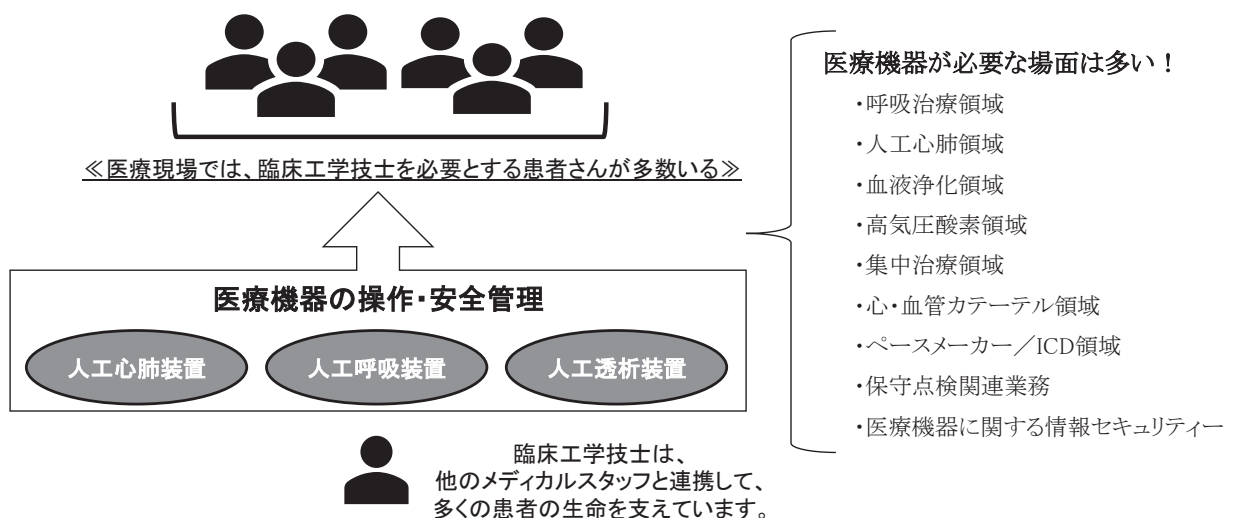 ≪医療現場では、臨床工学技士を必要とする患者さんが多数いる≫
医療機器の操作・安全管理
人工心肺装置
人工呼吸装置
人工透析装置
臨床工学技士は、
他のメディカルスタッフと連携して、
多くの患者の生命を支えています。
医療機器が必要な場面は多い！
・呼吸治療領域
・人工心肺領域
・血液浄化領域
・高気圧酸素領域
・集中治療領域
・心・血管カテーテル領域
・ペースメーカー／ICD領域
・保守点検関連業務
・医療機器に関する情報セキュリティー